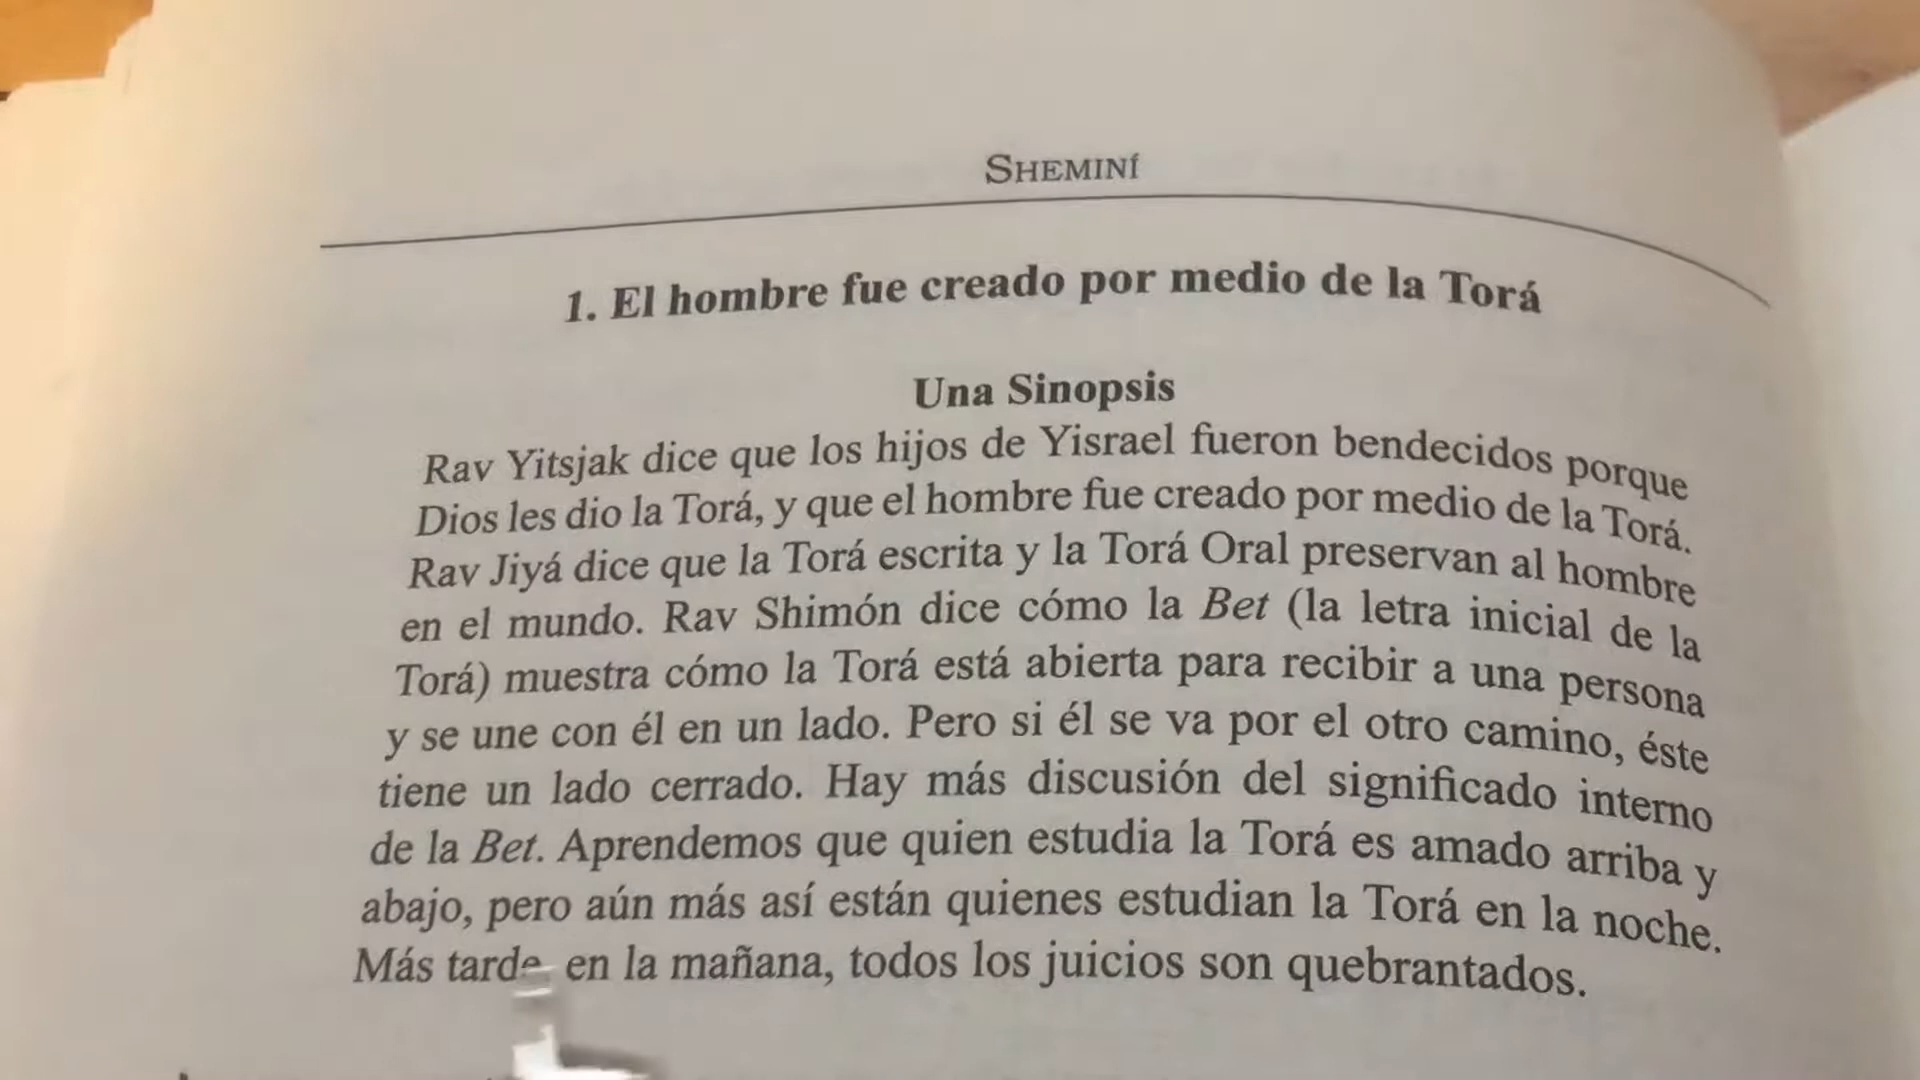 SHEMINÍ
1. El hombre fue creado por medio de la Torá
Una Sinopsis
Rav Yitsjak dice que los hijos de Yisrael fueron bendecidos porque
Dios les dio la Torá, y que el hombre fue creado por medio de la Torá.
Rav Jiyá dice que la Torá escrita y la Torá Oral preservan al hombre
en el mundo. Rav Shimón dice cómo la Bet (la letra inicial de la
Torá) muestra cómo la Torá está abierta para recibir a una persona
y se une con él en un lado. Pero si él se va por el otro camino, éste
tiene un lado cerrado. Hay más discusión del significado interno
de la Bet. Aprendemos que quien estudia la Torá es amado arriba y
abajo, pero aún más así están quienes estudian la Torá en la noche.
Más tarde, en la mañana, todos los juicios son quebrantados.